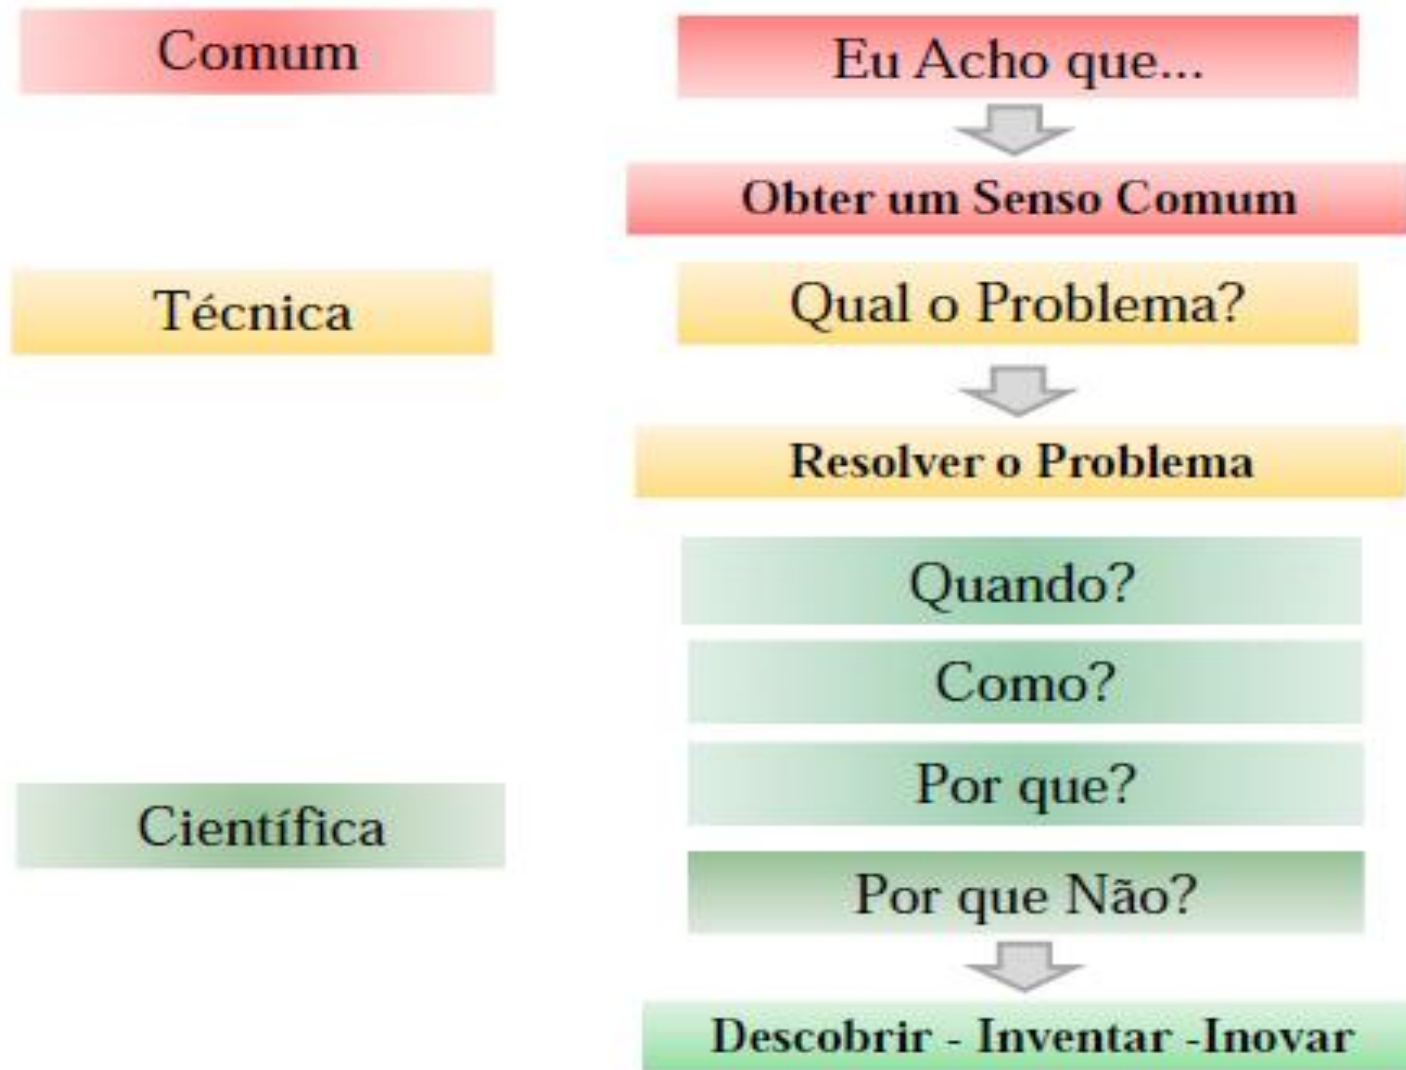 Comum
Eu Acho que...
Obter um Senso Comum
Técnica
Qual o Problema?
Resolver o Problema
Quando?
Como?
Por que?
Científica
Por que Não?
Descobrir - Inventar -Inovar